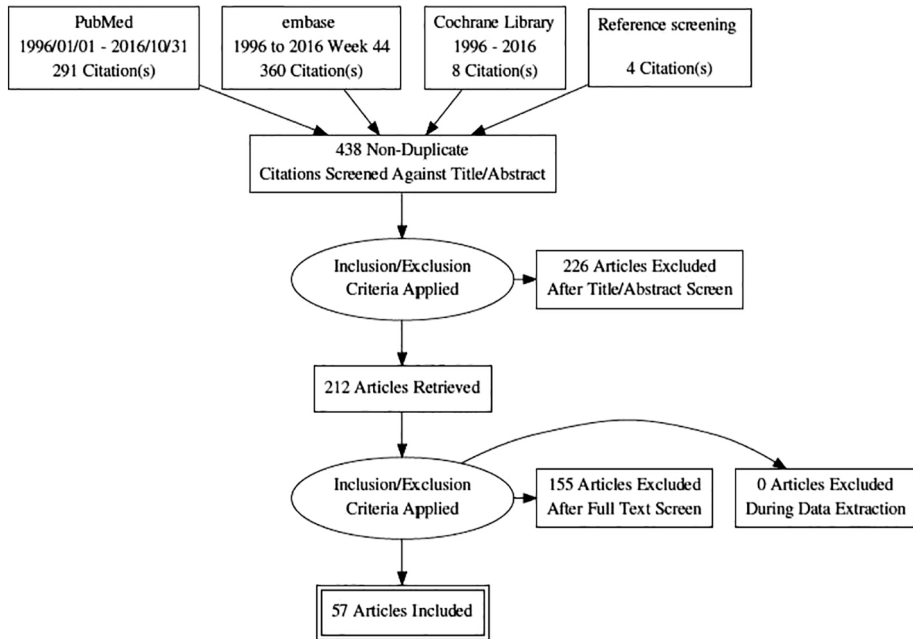 PubMed
1996/01/01 - 2016/10/31
291 Citation(s)
embase
1996 to 2016 Week 44
360 Citation(s)
Cochrane Library
1996 - 2016
8 Citation(s)
Reference screening
4 Citation(s)
438 Non-Duplicate
Citations Screened Against Title/Abstract
Inclusion/Exclusion
Criteria Applied
226 Articles Excluded
After Title/Abstract Screen
212 Articles Retrieved
Inclusion/Exclusion
Criteria Applied
155 Articles Excluded
After Full Text Screen
0 Articles Excluded
During Data Extraction
57 Articles Included